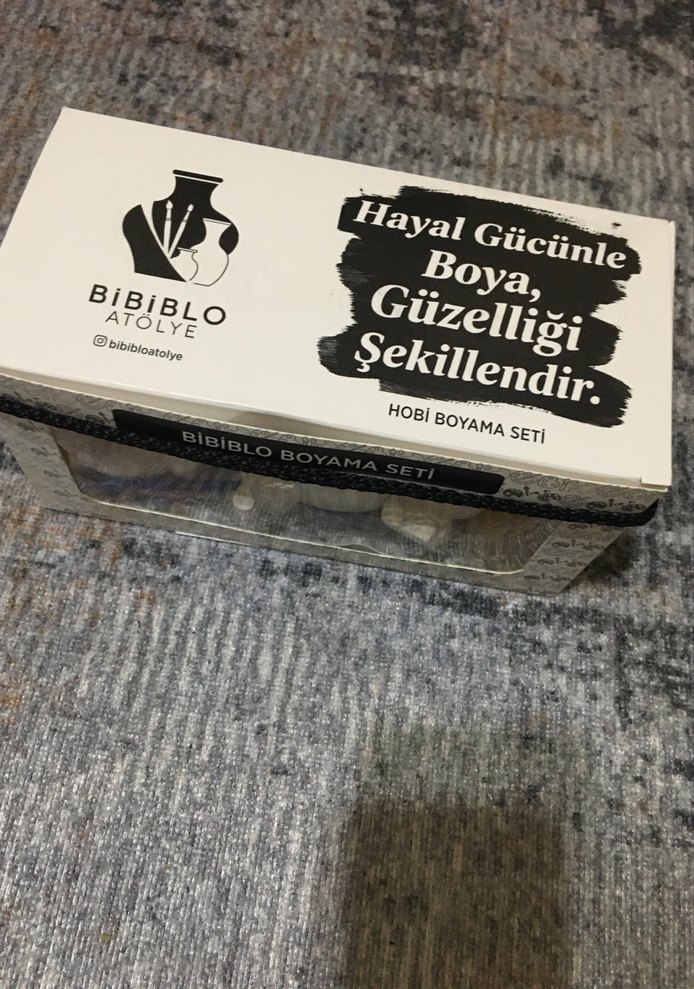 BiBiBLO
ATÖLYE
bibibloatolye
Hayal Gücünle
Boya,
Güzelliği
Şekillendir.
HOBİ BOYAMA SETİ
BİBİBLO BOYAMA SETİ